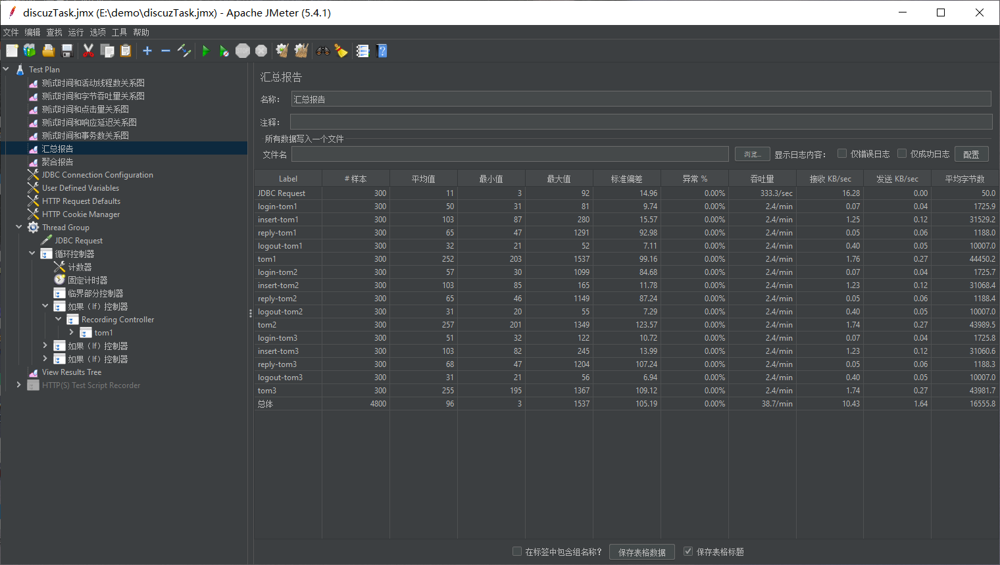 discuzTask.jmx (E:\demo\discuzTask.jmx) - Apache JMeter (5.4.1)
文件 编辑 查找 运行 选项 工具 帮助
STOP
Test Plan
测试时间和活动线程数关系图
测试时间和字节吞吐量关系图
测试时间和点击量关系图
测试时间和响应延迟关系图
测试时间和事务数关系图
汇总报告
聚合报告
JDBC Connection Configuration
User Defined Variables
HTTP Request Defaults
HTTP Cookie Manager
Thread Group
JDBC Request
循环控制器
计数器
固定计时器
临界部分控制器
如果（If）控制器
Recording Controller
tom1
如果（If）控制器
如果（If）控制器
View Results Tree
HTTP(S) Test Script Recorder
汇总报告
名称： 汇总报告
注释：
所有数据写入一个文件
文件名 浏览... 显示日志内容： 仅错误日志 仅成功日志 配置
Label # 样本 平均值 最小值 最大值 标准偏差 异常 % 吞吐量 接收 KB/sec 发送 KB/sec 平均字节数
JDBC Request 300 11 3 92 14.96 0.00% 333.3/sec 16.28 0.00 50.0
login-tom1 300 50 31 81 9.74 0.00% 2.4/min 0.07 0.04 1725.9
insert-tom1 300 103 87 280 15.57 0.00% 2.4/min 1.25 0.12 31529.2
reply-tom1 300 65 47 1291 92.98 0.00% 2.4/min 0.05 0.06 1188.0
logout-tom1 300 32 21 52 7.11 0.00% 2.4/min 0.40 0.05 10007.0
tom1 300 252 203 1537 99.16 0.00% 2.4/min 1.76 0.27 44450.2
login-tom2 300 57 30 1099 84.68 0.00% 2.4/min 0.07 0.04 1725.7
insert-tom2 300 103 85 165 11.78 0.00% 2.4/min 1.23 0.12 31068.4
reply-tom2 300 65 46 1149 87.24 0.00% 2.4/min 0.05 0.06 1188.4
logout-tom2 300 31 20 55 7.29 0.00% 2.4/min 0.40 0.05 10007.0
tom2 300 257 201 1349 123.57 0.00% 2.4/min 1.74 0.27 43989.5
login-tom3 300 51 32 122 10.72 0.00% 2.4/min 0.07 0.04 1725.8
insert-tom3 300 103 82 245 13.99 0.00% 2.4/min 1.23 0.12 31060.6
reply-tom3 300 68 47 1204 107.24 0.00% 2.4/min 0.05 0.06 1188.3
logout-tom3 300 31 21 56 6.94 0.00% 2.4/min 0.40 0.05 10007.0
tom3 300 255 195 1367 109.12 0.00% 2.4/min 1.74 0.27 43981.7
总体 4800 96 3 1537 105.19 0.00% 38.7/min 10.43 1.64 16555.8
在标签中包含组名称? 保存表格数据 保存表格标题